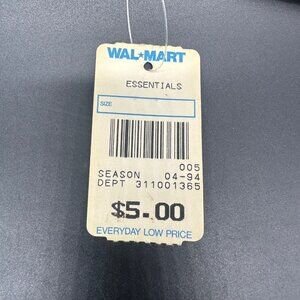 WAL★MART
ESSENTIALS
SIZE
005
SEASON 04-94
DEPT 311001365
$5.00
EVERYDAY LOW PRICE